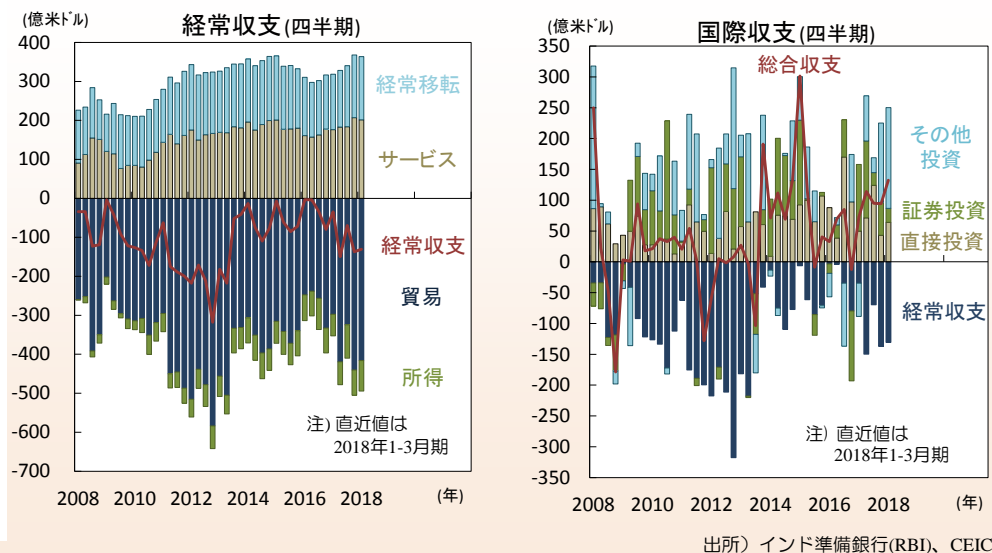 経常収支(四半期)
(億米ドル)
400
300
200
100
0
-100
-200
-300
-400
-500
-600
-700
経常移転
サービス
経常収支
貿易
所得
注) 直近値は
2018年1-3月期
2008 2010 2012 2014 2016 2018 (年)
国際収支(四半期)
(億米ドル)
350
300
250
200
150
100
50
0
-50
-100
-150
-200
-250
-300
-350
総合収支
その他
投資
証券投資
直接投資
経常収支
注) 直近値は
2018年1-3月期
2008 2010 2012 2014 2016 2018 (年)
出所）インド準備銀行(RBI)、CEIC